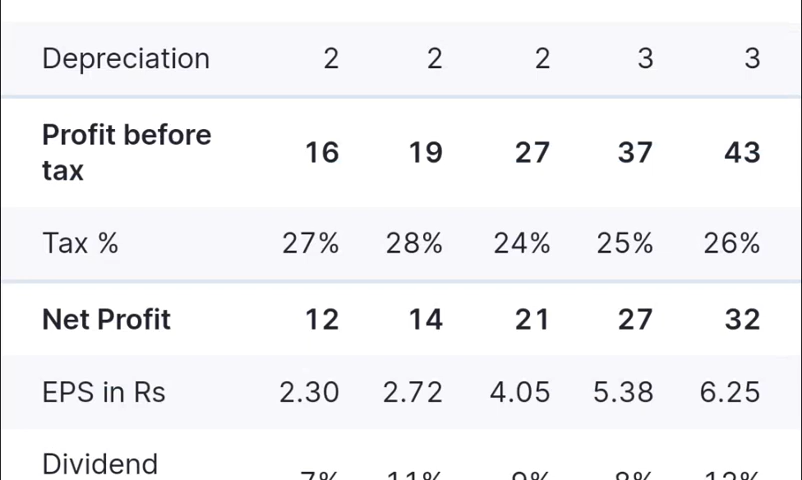 Depreciation 2 2 2 3 3
Profit before
tax 16 19 27 37 43
Tax % 27% 28% 24% 25% 26%
Net Profit 12 14 21 27 32
EPS in Rs 2.30 2.72 4.05 5.38 6.25
Dividend